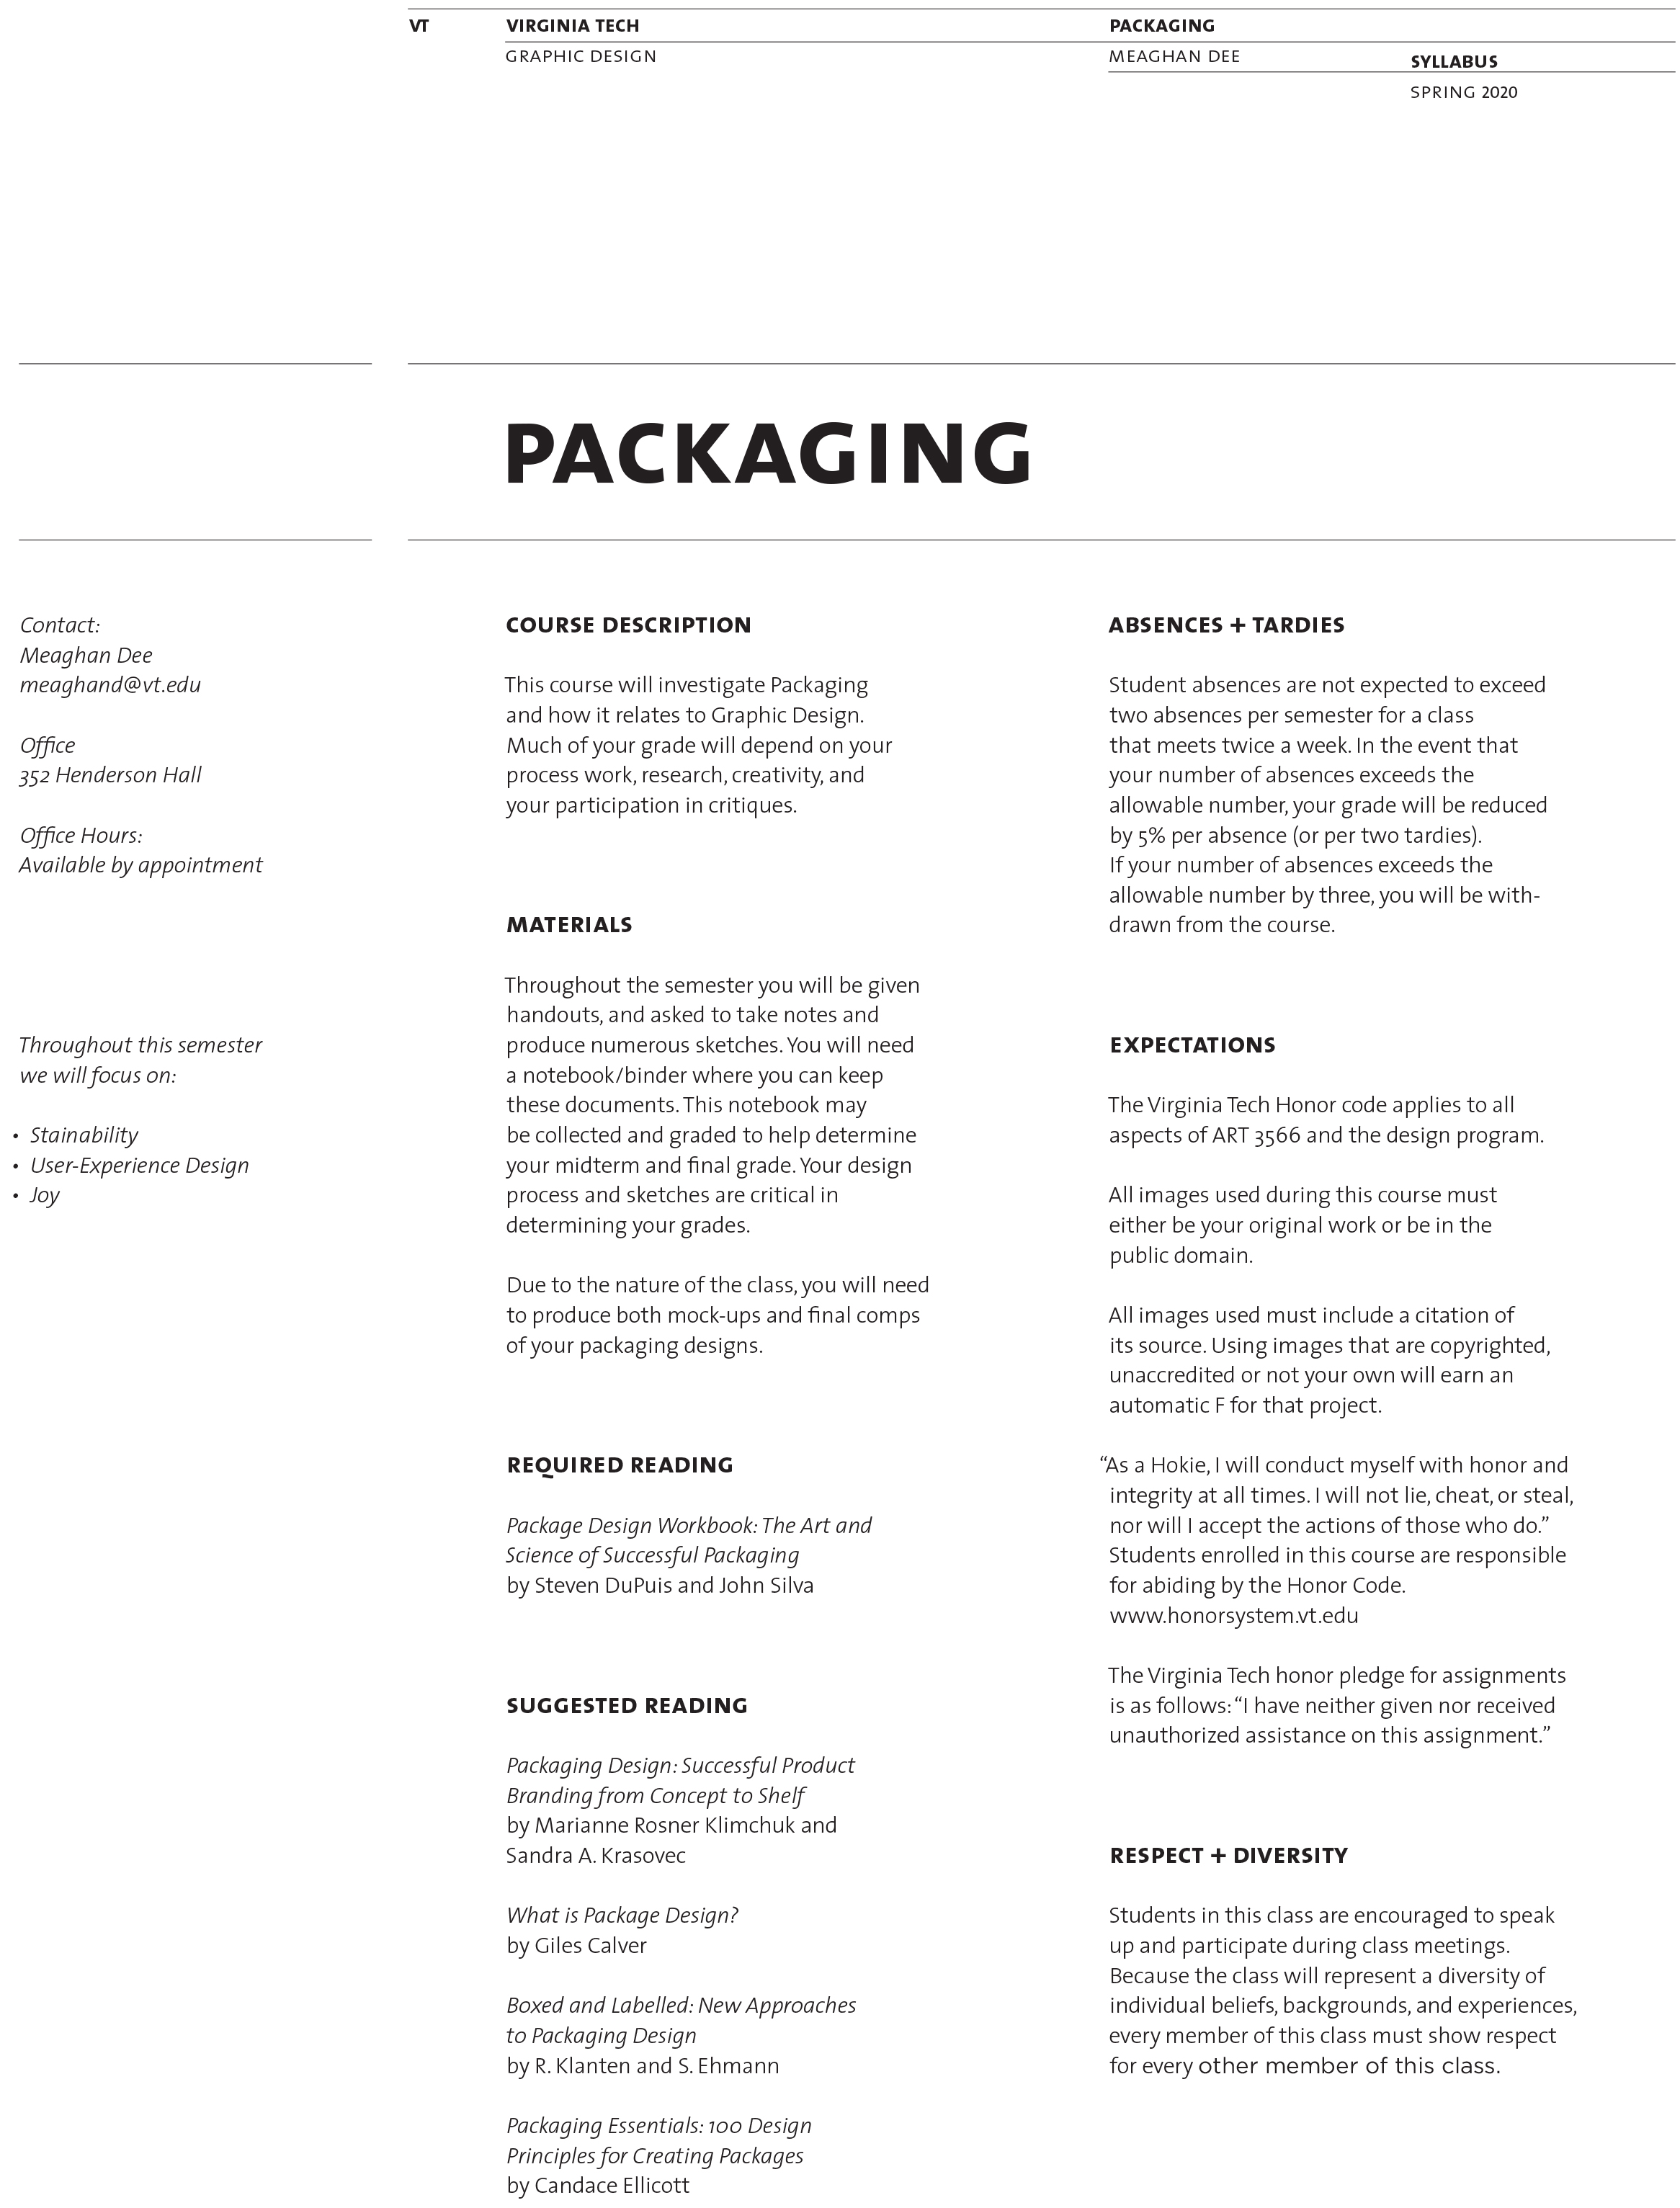 VT
VIRGINIA TECH
PACKAGING
GRAPHIC DESIGN
MEAGHAN DEE
SYLLABUS
SPRING 2020
PACKAGING
Contact:
Meaghan Dee
meaghand@vt.edu
Office
352 Henderson Hall
Office Hours:
Available by appointment
Throughout this semester
we will focus on:
• Stainability
• User-Experience Design
• Joy
COURSE DESCRIPTION
This course will investigate Packaging
and how it relates to Graphic Design.
Much of your grade will depend on your
process work, research, creativity, and
your participation in critiques.
MATERIALS
Throughout the semester you will be given
handouts, and asked to take notes and
produce numerous sketches. You will need
a notebook/binder where you can keep
these documents. This notebook may
be collected and graded to help determine
your midterm and final grade. Your design
process and sketches are critical in
determining your grades.
Due to the nature of the class, you will need
to produce both mock-ups and final comps
of your packaging designs.
REQUIRED READING
Package Design Workbook: The Art and
Science of Successful Packaging
by Steven DuPuis and John Silva
SUGGESTED READING
Packaging Design: Successful Product
Branding from Concept to Shelf
by Marianne Rosner Klimchuk and
Sandra A. Krasovec
What is Package Design?
by Giles Calver
Boxed and Labelled: New Approaches
to Packaging Design
by R. Klanten and S. Ehmann
Packaging Essentials: 100 Design
Principles for Creating Packages
by Candace Ellicott
ABSENCES + TARDIES
Student absences are not expected to exceed
two absences per semester for a class
that meets twice a week. In the event that
your number of absences exceeds the
allowable number, your grade will be reduced
by 5% per absence (or per two tardies).
If your number of absences exceeds the
allowable number by three, you will be with-
drawn from the course.
EXPECTATIONS
The Virginia Tech Honor code applies to all
aspects of ART 3566 and the design program.
All images used during this course must
either be your original work or be in the
public domain.
All images used must include a citation of
its source. Using images that are copyrighted,
unaccredited or not your own will earn an
automatic F for that project.
“As a Hokie, I will conduct myself with honor and
integrity at all times. I will not lie, cheat, or steal,
nor will I accept the actions of those who do.”
Students enrolled in this course are responsible
for abiding by the Honor Code.
www.honorsystem.vt.edu
The Virginia Tech honor pledge for assignments
is as follows: “I have neither given nor received
unauthorized assistance on this assignment.”
RESPECT + DIVERSITY
Students in this class are encouraged to speak
up and participate during class meetings.
Because the class will represent a diversity of
individual beliefs, backgrounds, and experiences,
every member of this class must show respect
for every other member of this class.